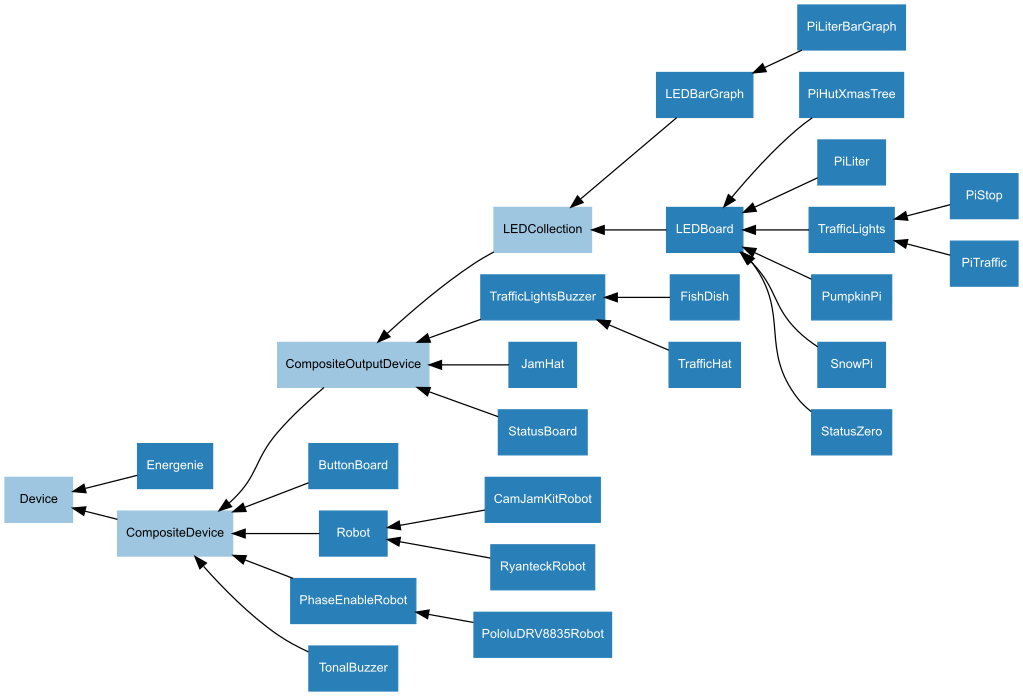 PiLiterBarGraph
LEDBarGraph
PiHutXmasTree
PiLiter
PiStop
LEDCollection
LEDBoard
TrafficLights
PiTraffic
TrafficLightsBuzzer
FishDish
PumpkinPi
CompositeOutputDevice
JamHat
TrafficHat
SnowPi
StatusBoard
StatusZero
Energenie
ButtonBoard
Device
CamJamKitRobot
CompositeDevice
Robot
RyanteckRobot
PhaseEnableRobot
PololuDRV8835Robot
TonalBuzzer